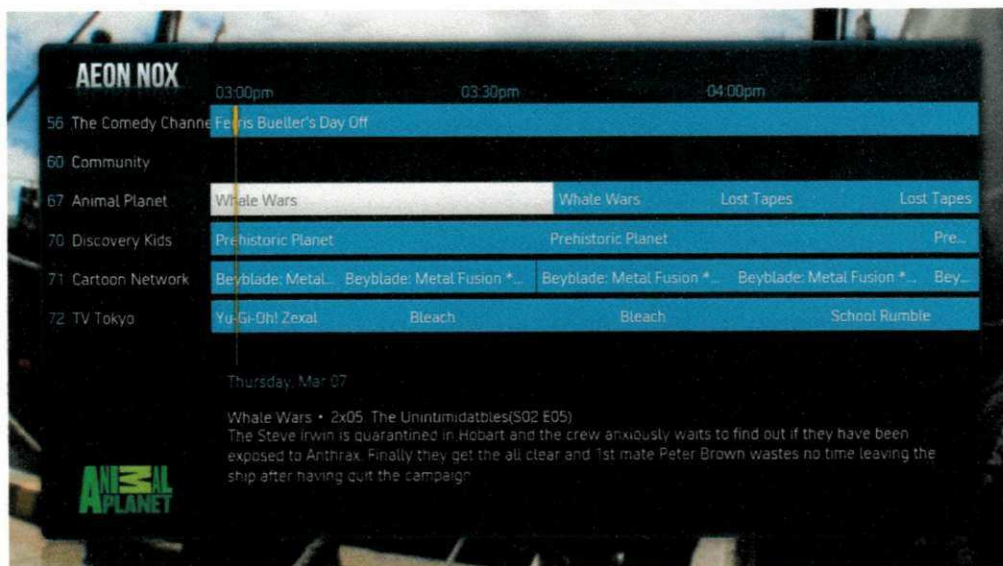 AEON NOX
03:00pm 03:30pm 04:00pm
56 The Comedy Channe Ferris Bueller's Day Off
60 Community
67 Animal Planet Whale Wars Whale Wars Lost Tapes Lost Tapes
70 Discovery Kids Prehistoric Planet Prehistoric Planet Pre...
71 Cartoon Network Beyblade: Metal... Beyblade: Metal Fusion *... Beyblade: Metal Fusion *... Beyblade: Metal Fusion *... Bey...
72 TV Tokyo Yu-Gi-Oh! Zexal Bleach Bleach School Rumble
Thursday, Mar 07
Whale Wars • 2x05 The Unintimidatbles(S02 E05)
The Steve Irwin is quarantined in Hobart and the crew anxiously waits to find out if they have been
exposed to Anthrax. Finally they get the all clear and 1st mate Peter Brown wastes no time leaving the
ship after having quit the campaign
ANIMAL
PLANET